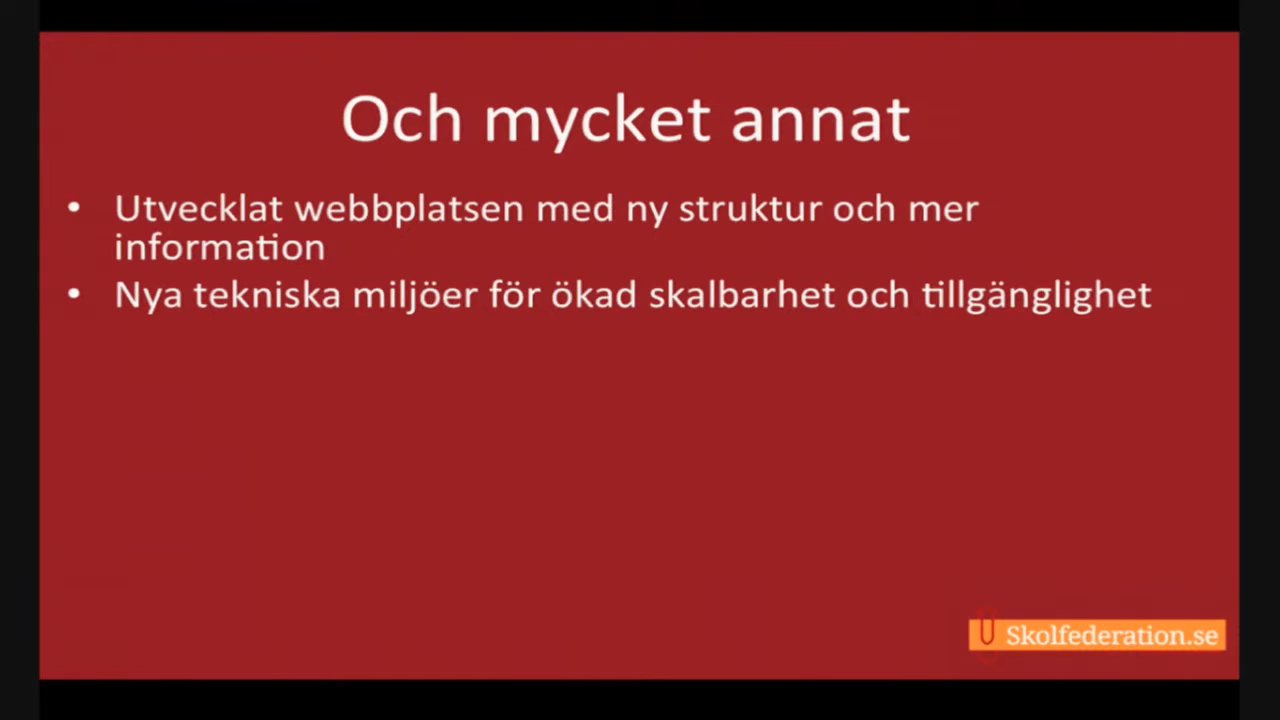 Och mycket annat
• Utvecklat webbplatsen med ny struktur och mer
information
• Nya tekniska miljöer för ökad skalbarhet och tillgänglighet
Skolfederation.se